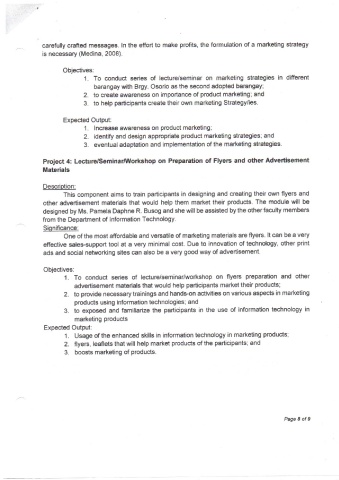 carefully crafted messages. In the effort to make profits, the formulation of a marketing strategy
is necessary (Medina, 2008).
Objectives:
1. To conduct series of lecture/seminar on marketing strategies in different
barangay with Brgy. Osorio as the second adopted barangay;
2. to create awareness on importance of product marketing; and
3. to help participants create their own marketing Strategy/ies.
Expected Output:
1. Increase awareness on product marketing;
2. identify and design appropriate product marketing strategies; and
3. eventual adaptation and implementation of the marketing strategies.
Project 4: Lecture/Seminar/Workshop on Preparation of Flyers and other Advertisement
Materials
Description:
This component aims to train participants in designing and creating their own flyers and
other advertisement materials that would help them market their products. The module will be
designed by Ms. Pamela Daphne R. Busog and she will be assisted by the other faculty members
from the Department of Information Technology.
Significance:
One of the most affordable and versatile of marketing materials are flyers. It can be a very
effective sales-support tool at a very minimal cost. Due to innovation of technology, other print
ads and social networking sites can also be a very good way of advertisement.
Objectives:
1. To conduct series of lecture/seminar/workshop on flyers preparation and other
advertisement materials that would help participants market their products;
2. to provide necessary trainings and hands-on activities on various aspects in marketing
products using information technologies; and
3. to exposed and familiarize the participants in the use of information technology in
marketing products
Expected Output:
1. Usage of the enhanced skills in information technology in marketing products;
2. flyers, leaflets that will help market products of the participants; and
3. boosts marketing of products.
Page 8 of 9